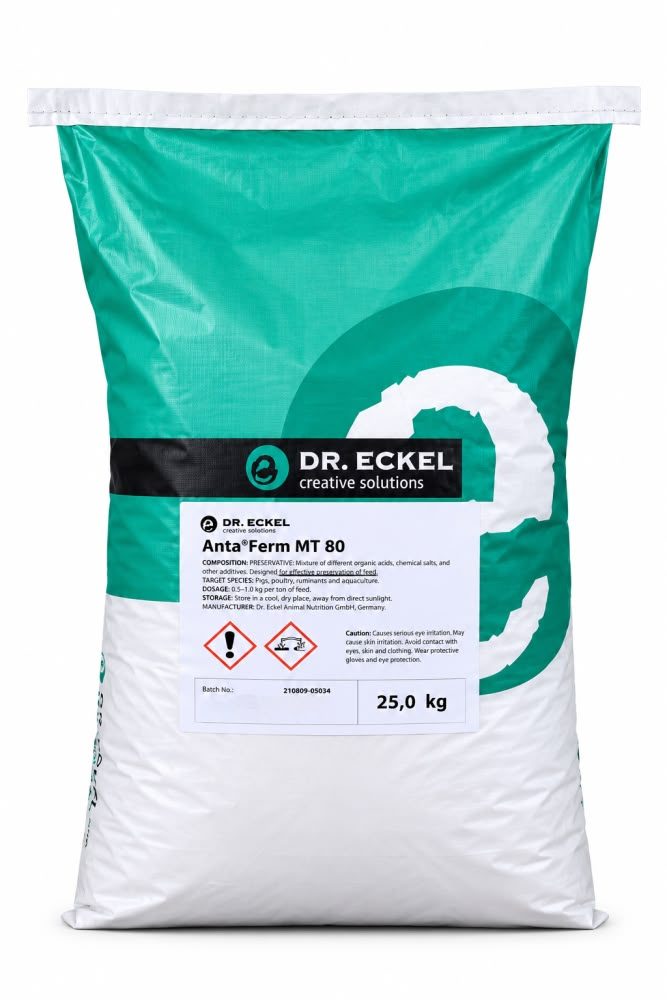 DR. ECKEL
creative solutions
DR. ECKEL
creative solutions
Anta®Ferm MT 80
COMPOSITION: PRESERVATIVE: Mixture of different organic acids, chemical salts, and
other additives. Designed for effective preservation of feed.
TARGET SPECIES: Pigs, poultry, ruminants and aquaculture.
DOSAGE: 0.5–1.0 kg per ton of feed.
STORAGE: Store in a cool, dry place, away from direct sunlight.
MANUFACTURER: Dr. Eckel Animal Nutrition GmbH, Germany.
Caution: Causes serious eye irritation. May
cause skin irritation. Avoid contact with
eyes, skin and clothing. Wear protective
gloves and eye protection.
Batch No.: 210809-05034
25,0 kg